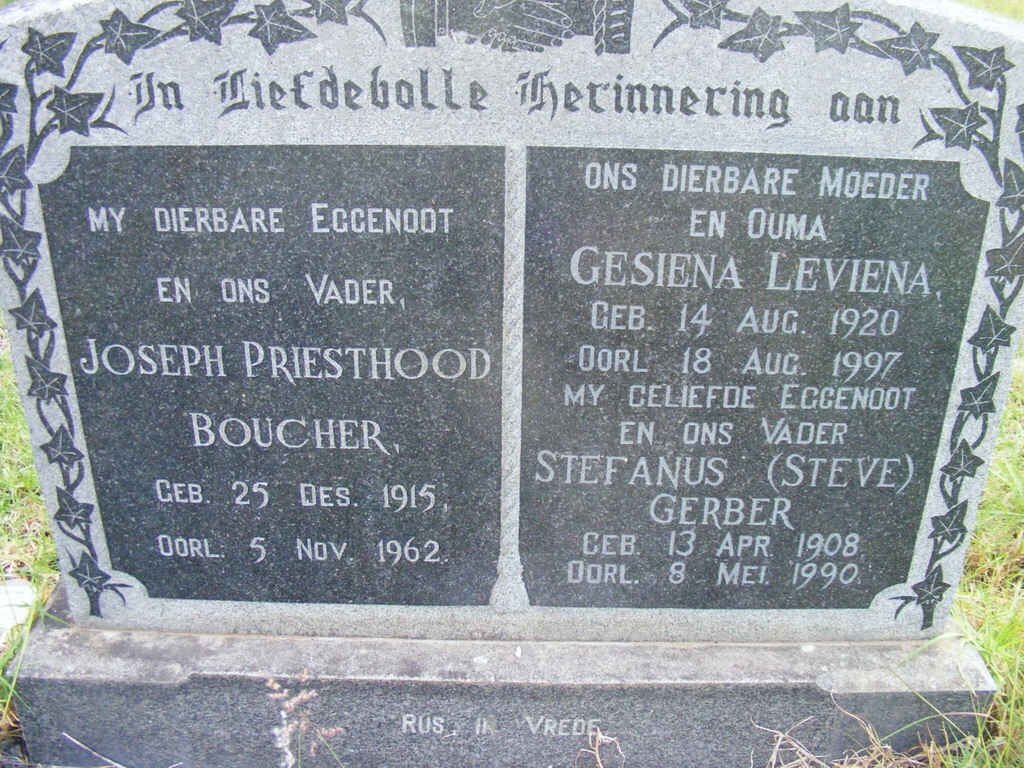 In Liefdevolle Herinnering aan
MY DIERBARE EGGENOOT
EN ONS VADER,
JOSEPH PRIESTHOOD
BOUCHER,
GEB. 25 DES. 1915,
OORL. 5 NOV. 1962.
ONS DIERBARE MOEDER
EN OUMA
GESIENA LEVIENA,
GEB. 14 AUG. 1920
OORL 18 AUG. 1997
MY GELIEFDE EGGENOOT
EN ONS VADER
STEFANUS (STEVE)
GERBER
GEB. 13 APR. 1908.
OORL. 8 MEI. 1990.
RUS IN VREDE